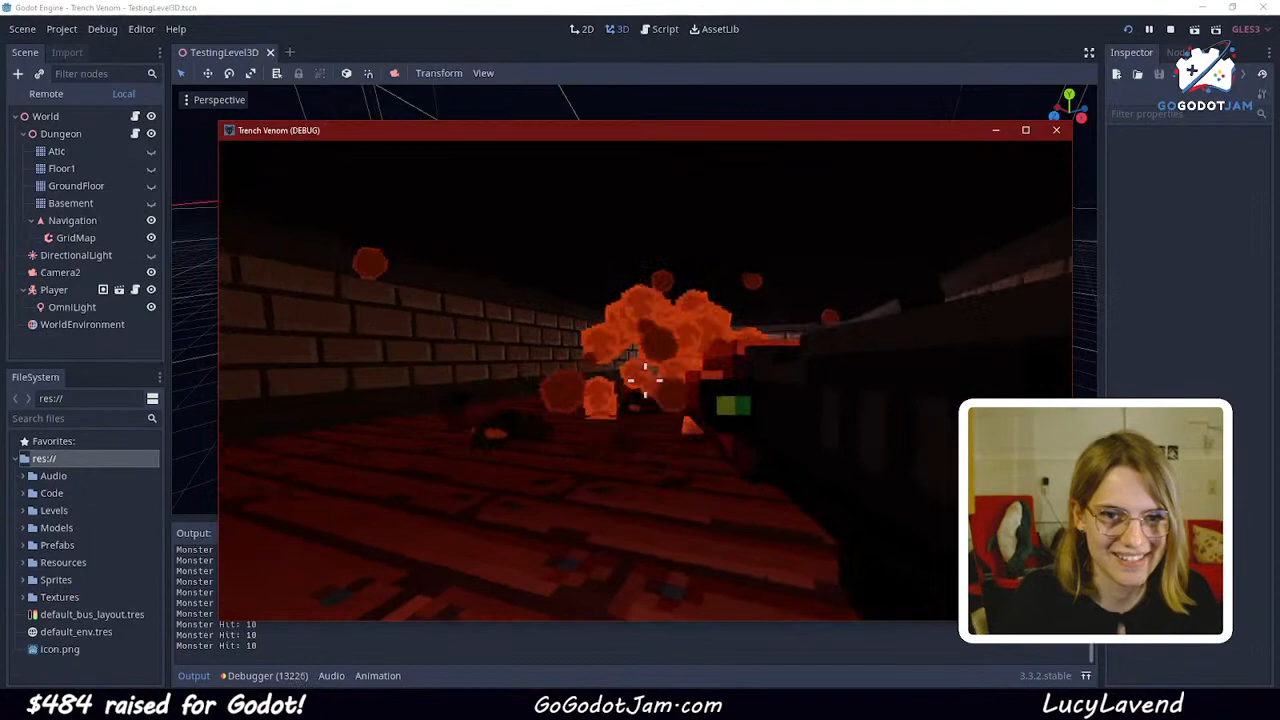 Godot Engine - Trench Venom - TestingLevel3D.tscn
Scene Project Debug Editor Help
2D 3D Script AssetLib
GLES3
Scene Import
TestingLevel3D
Inspector
Filter nodes
Transform View
Remote Local
Perspective
Y
GOGODOTJAM
Filter properties
World
Dungeon
Atic
Floor1
GroundFloor
Basement
Navigation
GridMap
DirectionalLight
Camera2
Player
OmniLight
WorldEnvironment
Trench Venom (DEBUG)
FileSystem
res://
Search files
Favorites:
res://
Audio
Code
Levels
Models
Prefabs
Resources
Sprites
Textures
default_bus_layout.tres
default_env.tres
icon.png
Output:
Monster
Monster
Monster
Monster
Monster
Monster
Monster
Monster Hit: 10
Monster Hit: 10
Monster Hit: 10
Output Debugger (13226) Audio Animation
3.3.2.stable
$484 raised for Godot!
GoGodotJam.com
LucyLavend